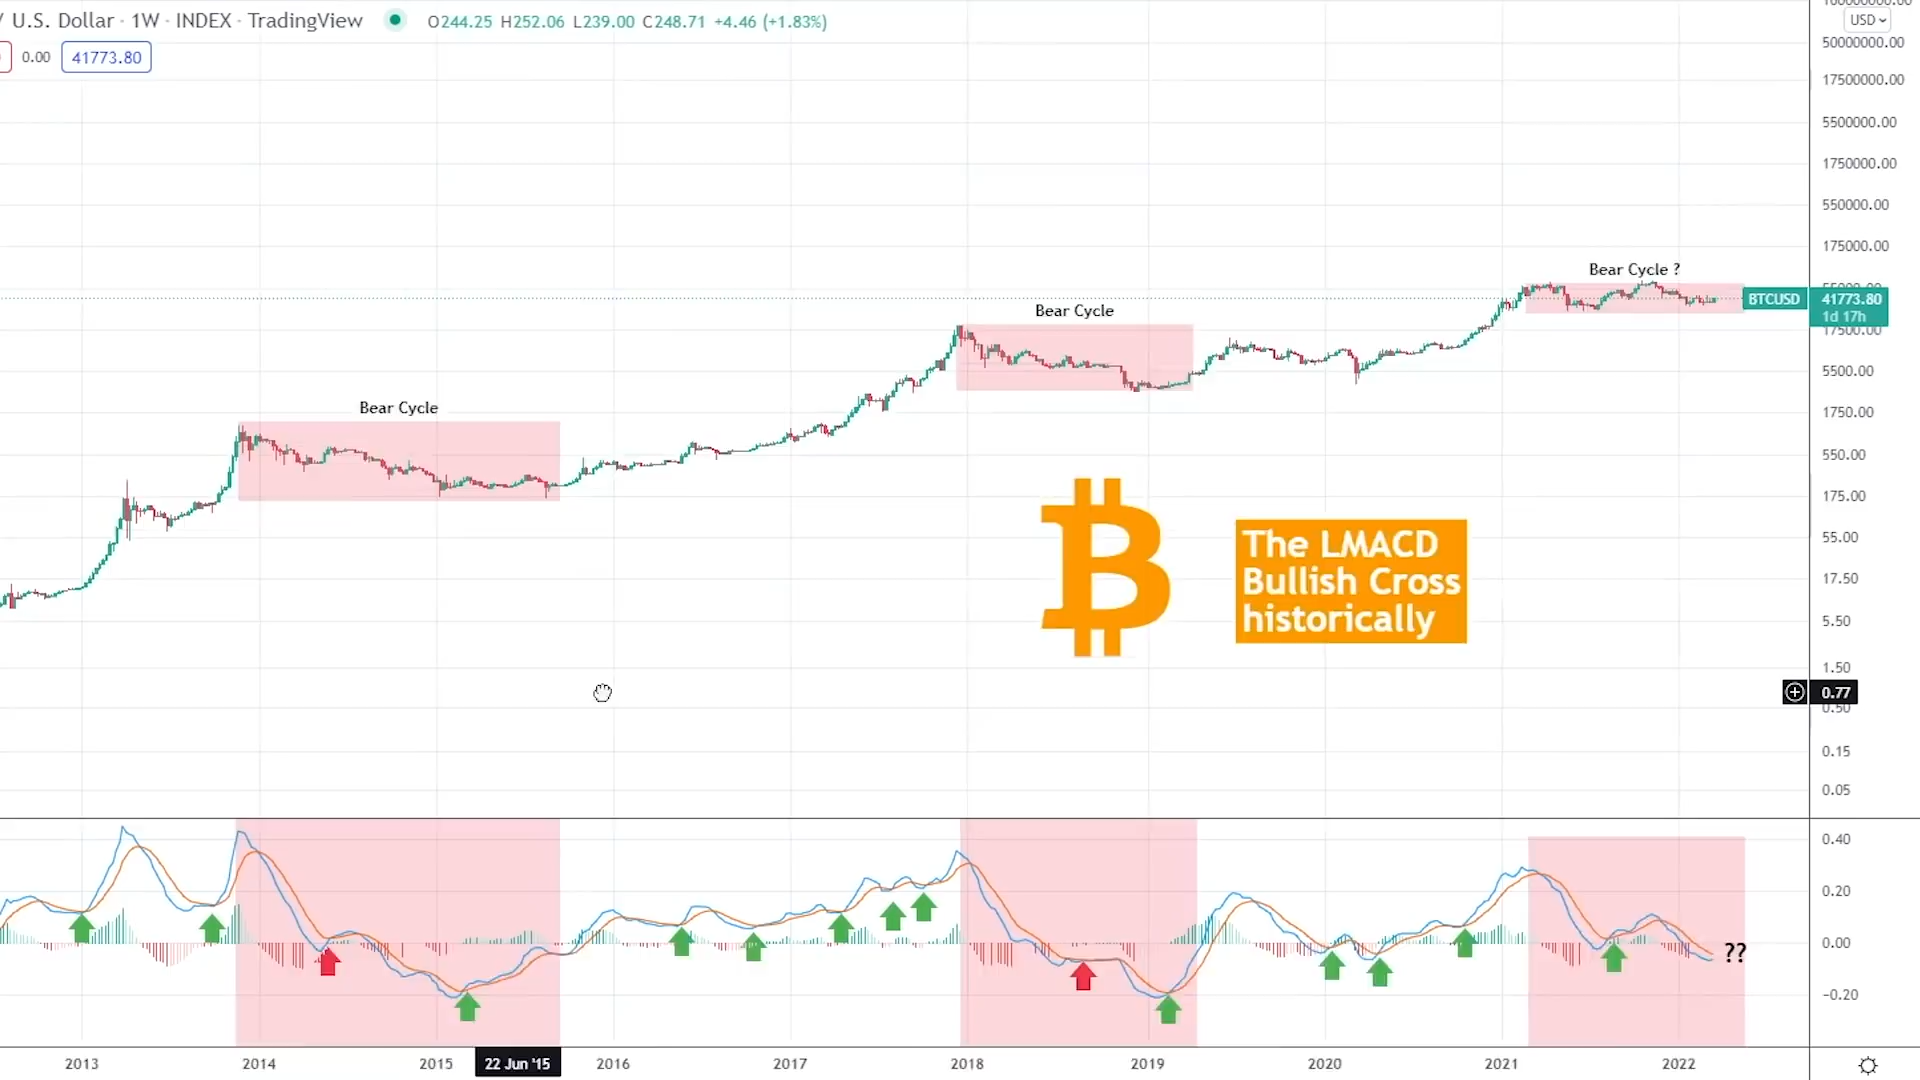 / U.S. Dollar · 1W · INDEX · TradingView O244.25 H252.06 L239.00 C248.71 +4.46 (+1.83%)
0.00 41773.80
USD
50000000.00
17500000.00
5500000.00
1750000.00
550000.00
175000.00
Bear Cycle ?
BTCUSD 41773.80
1d 17h
Bear Cycle
17500.00
5500.00
Bear Cycle
1750.00
550.00
175.00
55.00
The LMACD
Bullish Cross
historically
17.50
5.50
1.50
0.77
0.50
0.15
0.05
0.40
0.20
0.00
??
-0.20
2013 2014 2015 22 Jun '15 2016 2017 2018 2019 2020 2021 2022